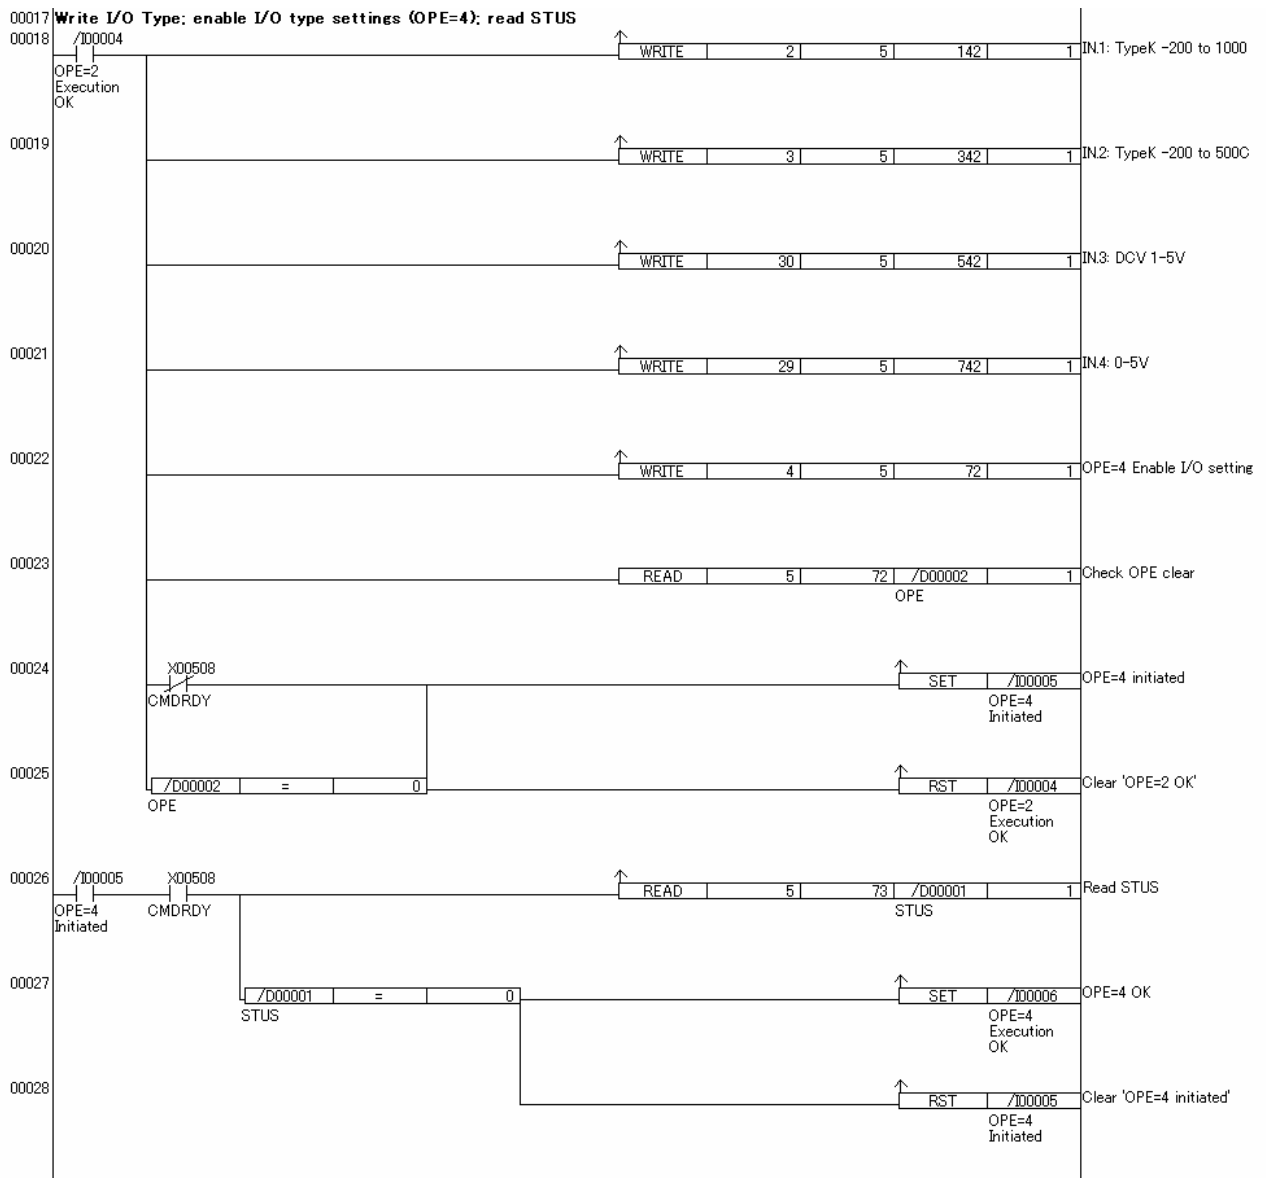 00017 Write I/O Type; enable I/O type settings (OPE=4); read STUS
00018 /I00004
WRITE 2 5 142 1 IN.1: TypeK -200 to 1000
OPE=2
Execution
OK
00019
WRITE 3 5 342 1 IN.2: TypeK -200 to 500C
00020
WRITE 30 5 542 1 IN.3: DCV 1-5V
00021
WRITE 29 5 742 1 IN.4: 0-5V
00022
WRITE 4 5 72 1 OPE=4 Enable I/O setting
00023
READ 5 72 /D00002 1 Check OPE clear
OPE
00024 X00508
SET /I00005 OPE=4 initiated
CMDRDY
OPE=4
Initiated
00025
/D00002 = 0 RST /I00004 Clear 'OPE=2 OK'
OPE
OPE=2
Execution
OK
00026 /I00005 X00508
READ 5 73 /D00001 1 Read STUS
OPE=4 CMDRDY STUS
Initiated
00027
/D00001 = 0 SET /I00006 OPE=4 OK
STUS
OPE=4
Execution
OK
00028
RST /I00005 Clear 'OPE=4 initiated'
OPE=4
Initiated